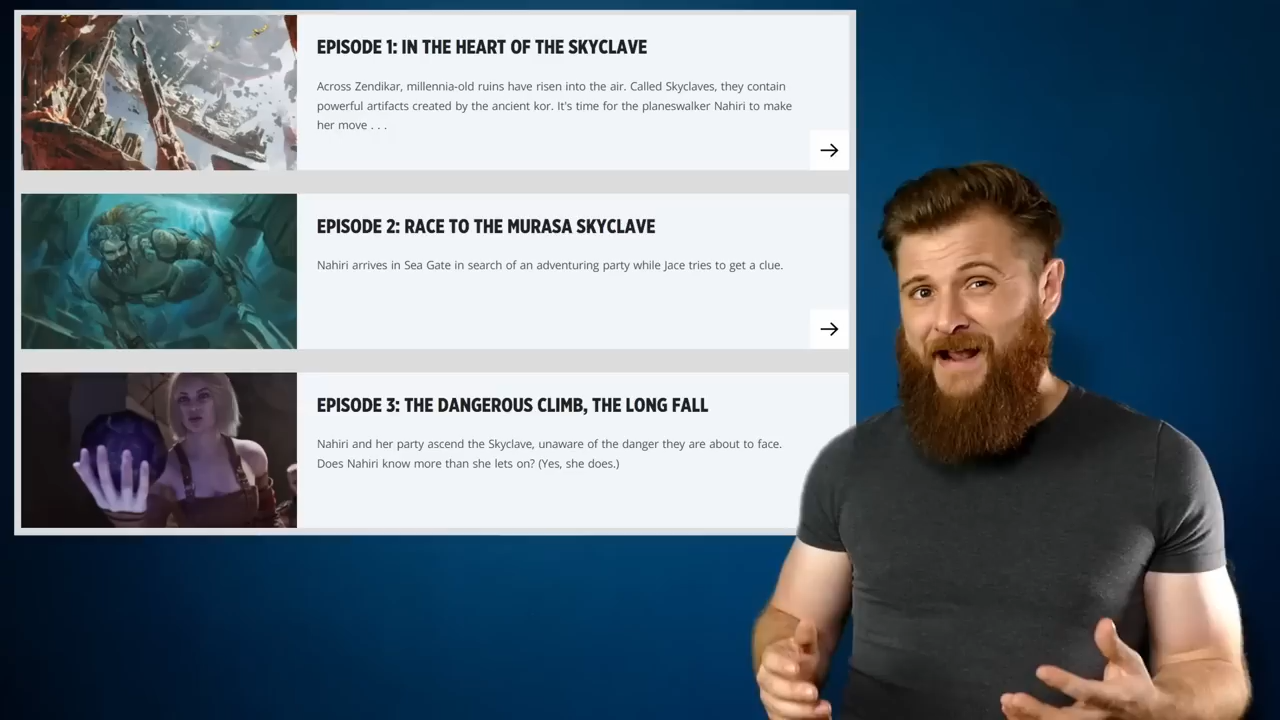 EPISODE 1: IN THE HEART OF THE SKYCLAVE
Across Zendikar, millennia-old ruins have risen into the air. Called Skyclaves, they contain
powerful artifacts created by the ancient kor. It's time for the planeswalker Nahiri to make
her move . . .
EPISODE 2: RACE TO THE MURASA SKYCLAVE
Nahiri arrives in Sea Gate in search of an adventuring party while Jace tries to get a clue.
EPISODE 3: THE DANGEROUS CLIMB, THE LONG FALL
Nahiri and her party ascend the Skyclave, unaware of the danger they are about to face.
Does Nahiri know more than she lets on? (Yes, she does.)